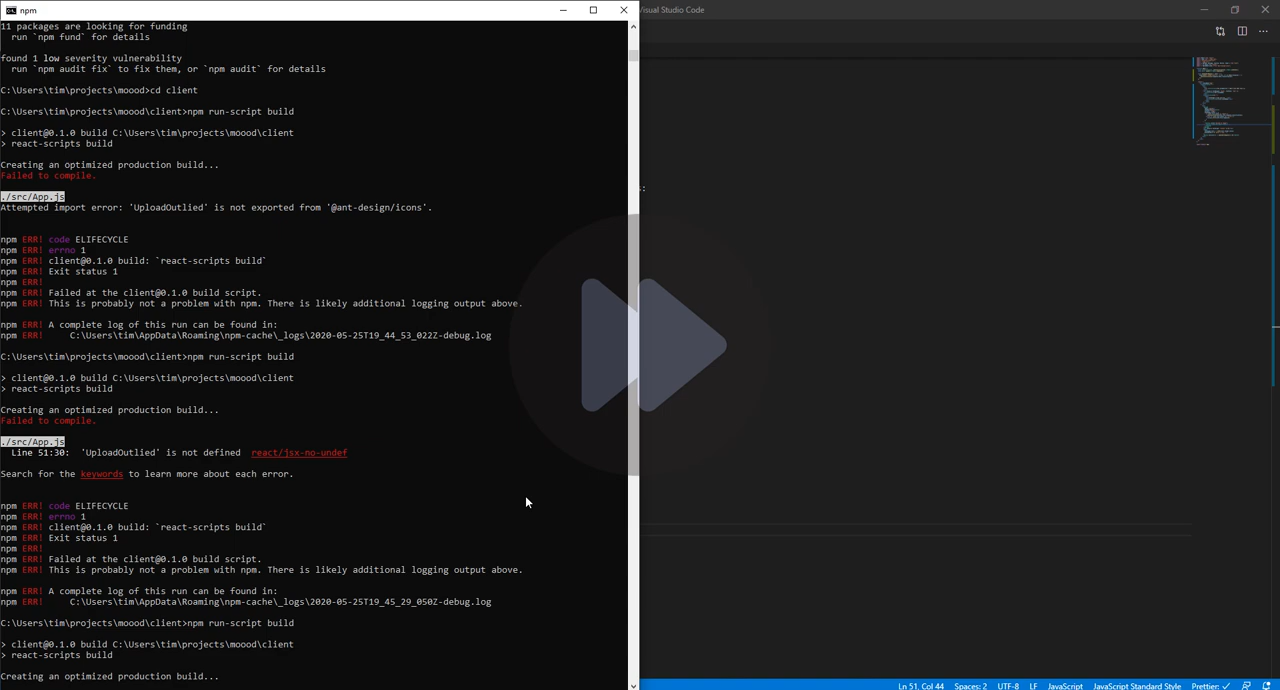 npm
Visual Studio Code
11 packages are looking for funding
run `npm fund` for details
found 1 low severity vulnerability
run `npm audit fix` to fix them, or `npm audit` for details
C:\Users\tim\projects\moood>cd client
C:\Users\tim\projects\moood\client>npm run-script build
> client@0.1.0 build C:\Users\tim\projects\moood\client
> react-scripts build
Creating an optimized production build...
Failed to compile.
./src/App.js
Attempted import error: 'UploadOutlied' is not exported from '@ant-design/icons'.
npm ERR! code ELIFECYCLE
npm ERR! errno 1
npm ERR! client@0.1.0 build: `react-scripts build`
npm ERR! Exit status 1
npm ERR!
npm ERR! Failed at the client@0.1.0 build script.
npm ERR! This is probably not a problem with npm. There is likely additional logging output above.
npm ERR! A complete log of this run can be found in:
npm ERR!     C:\Users\tim\AppData\Roaming\npm-cache\_logs\2020-05-25T19_44_53_022Z-debug.log
C:\Users\tim\projects\moood\client>npm run-script build
> client@0.1.0 build C:\Users\tim\projects\moood\client
> react-scripts build
Creating an optimized production build...
Failed to compile.
./src/App.js
Line 51:30:  'UploadOutlied' is not defined  react/jsx-no-undef
Search for the keywords to learn more about each error.
npm ERR! code ELIFECYCLE
npm ERR! errno 1
npm ERR! client@0.1.0 build: `react-scripts build`
npm ERR! Exit status 1
npm ERR!
npm ERR! Failed at the client@0.1.0 build script.
npm ERR! This is probably not a problem with npm. There is likely additional logging output above.
npm ERR! A complete log of this run can be found in:
npm ERR!     C:\Users\tim\AppData\Roaming\npm-cache\_logs\2020-05-25T19_45_29_050Z-debug.log
C:\Users\tim\projects\moood\client>npm run-script build
> client@0.1.0 build C:\Users\tim\projects\moood\client
> react-scripts build
Creating an optimized production build...
Ln 51, Col 44 Spaces: 2 UTF-8 LF JavaScript JavaScript Standard Style Prettier: ✓